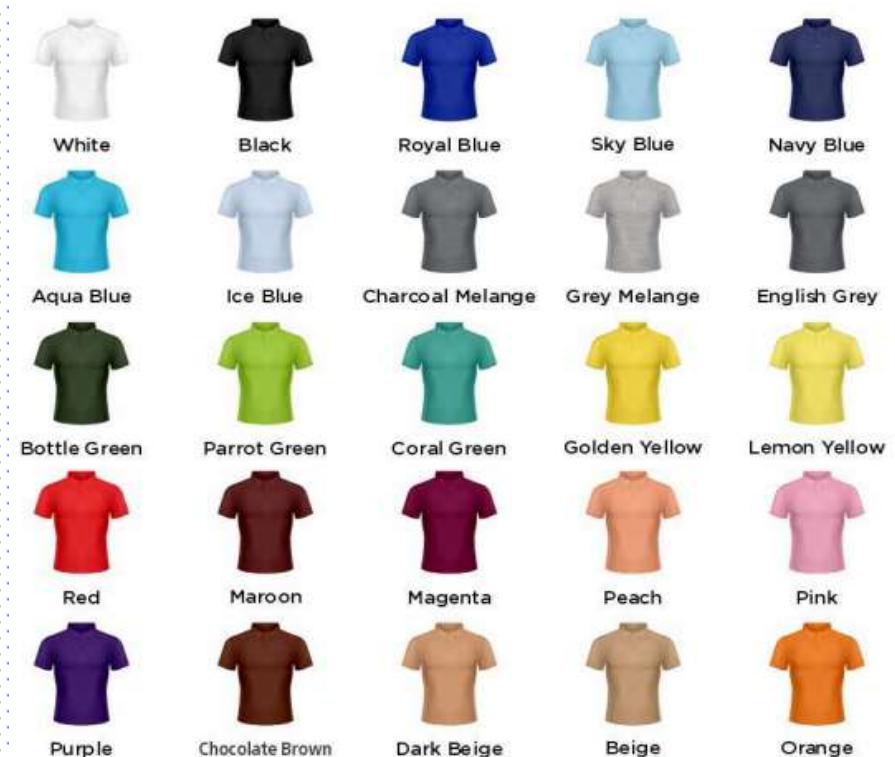 White
Black
Royal Blue
Sky Blue
Navy Blue
Aqua Blue
Ice Blue
Charcoal Melange
Grey Melange
English Grey
Bottle Green
Parrot Green
Coral Green
Golden Yellow
Lemon Yellow
Red
Maroon
Magenta
Peach
Pink
Purple
Chocolate Brown
Dark Beige
Beige
Orange